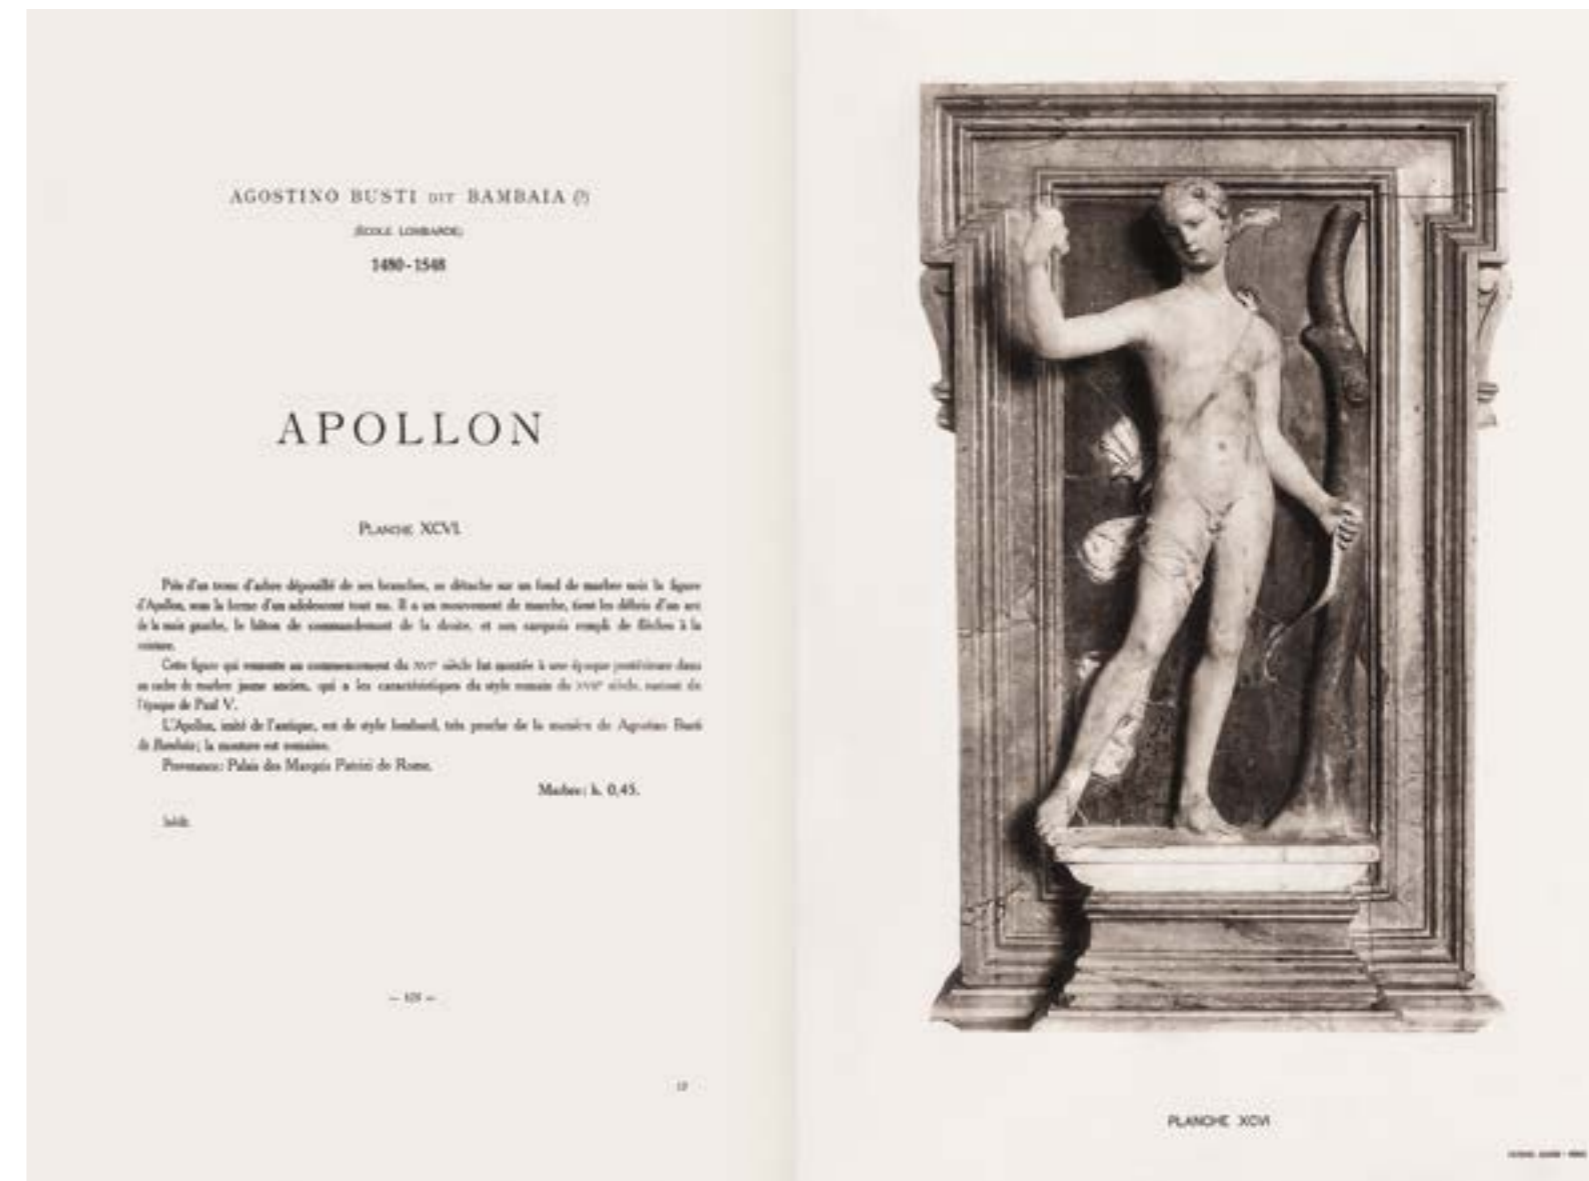 AGOSTINO BUSTI DIT BAMBAIA (?)
(ÉCOLE LOMBARDE)
1480-1548
APOLLON
PLANCHE XCVI.
Près d'un tronc d'arbre dépouillé de ses branches, se détache sur un fond de marbre noir la figure
d'Apollon, sous la forme d'un adolescent tout nu. Il a un mouvement de marche, tient les débris d'un arc
de la main gauche, le bâton de commandement de la droite, et son carquois rempli de flèches à la
ceinture.
Cette figure qui remonte au commencement du XVIe siècle fut montée à une époque postérieure dans
un cadre de marbre jaune ancien, qui a les caractéristiques du style romain du XVIIe siècle, surtout de
l'époque de Paul V.
L'Apollon, imité de l'antique, est de style lombard, très proche de la manière de Agostino Busti
dit Bambaia; la monture est romaine.
Provenance: Palais des Marquis Patrizi de Rome.
Marbre: h. 0,45.
Inédit.
PLANCHE XCVI